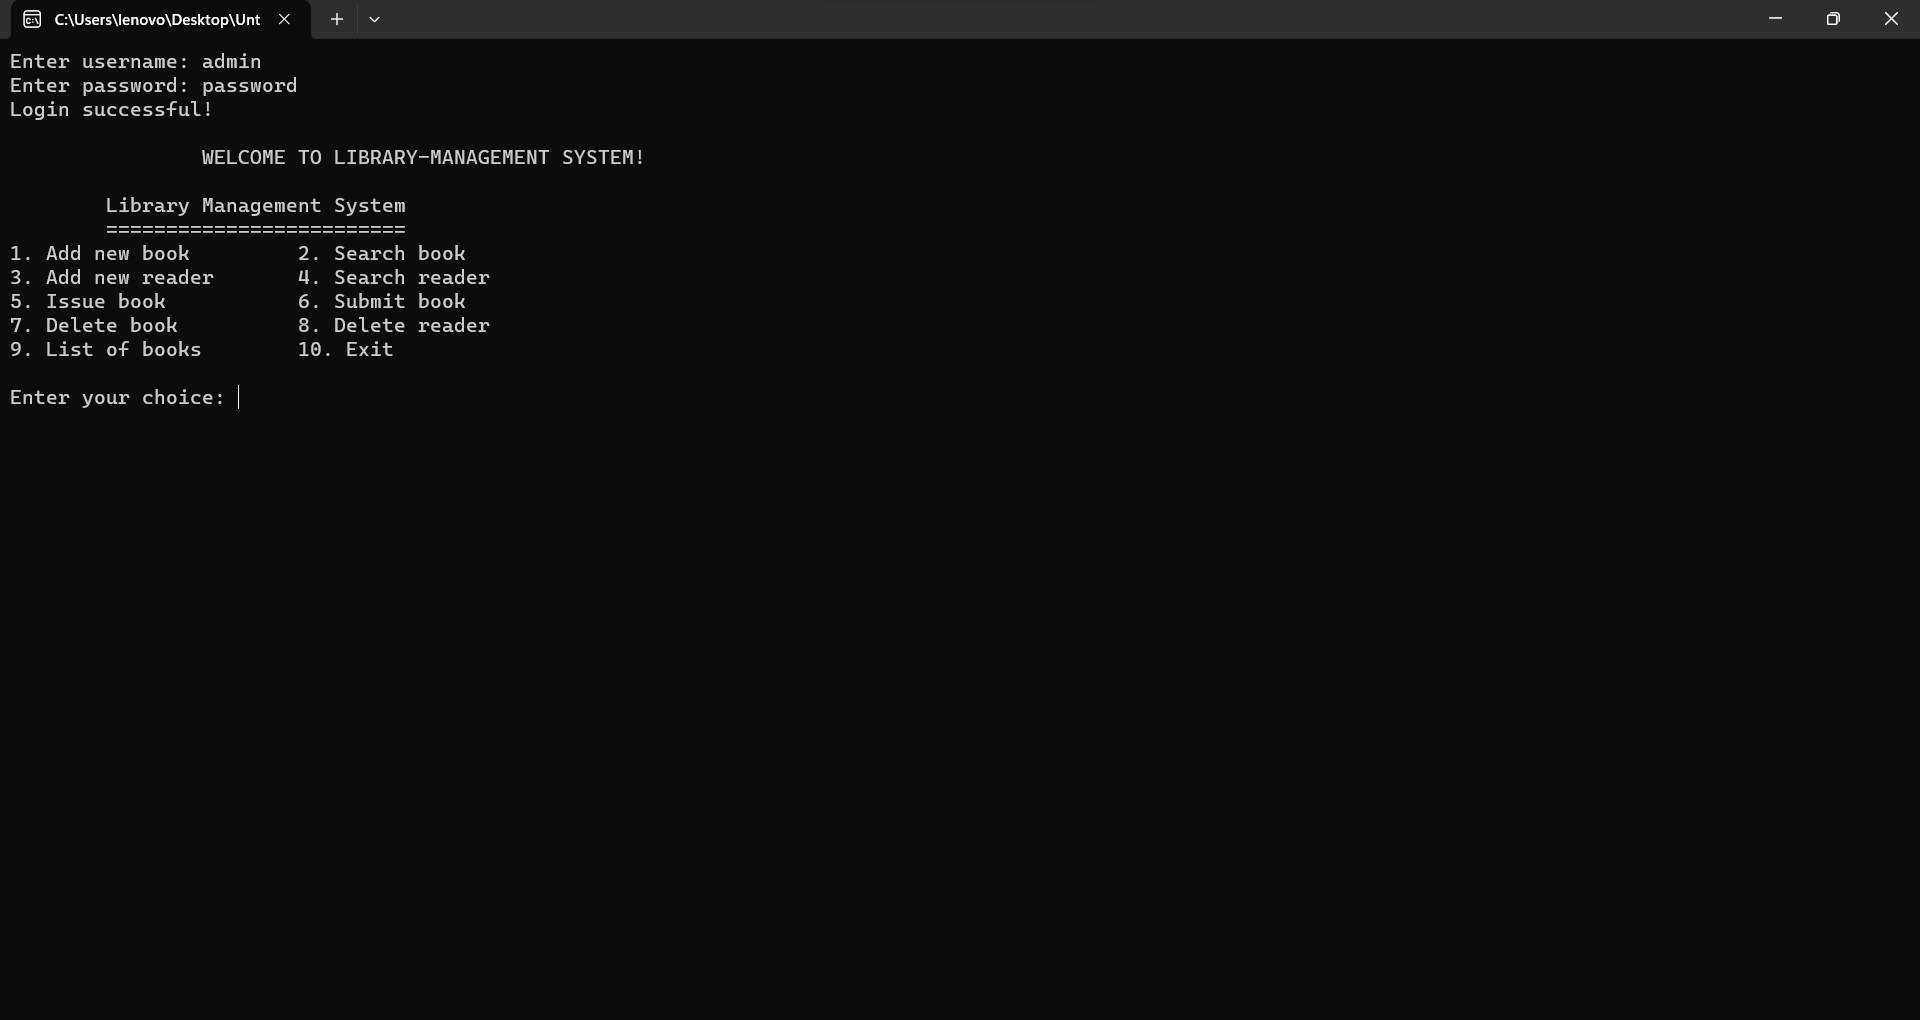 C:\Users\lenovo\Desktop\Unt
Enter username: admin
Enter password: password
Login successful!
WELCOME TO LIBRARY-MANAGEMENT SYSTEM!
Library Management System
=========================
1. Add new book 2. Search book
3. Add new reader 4. Search reader
5. Issue book 6. Submit book
7. Delete book 8. Delete reader
9. List of books 10. Exit
Enter your choice: